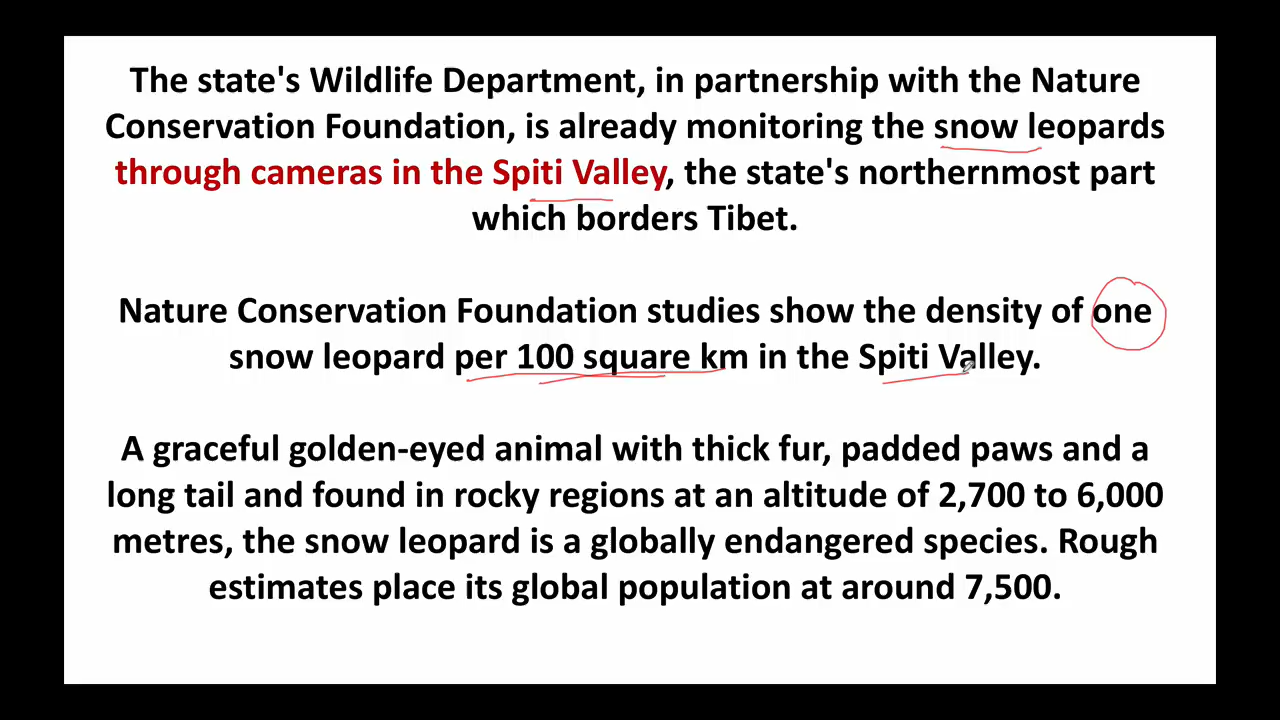 The state's Wildlife Department, in partnership with the Nature
Conservation Foundation, is already monitoring the snow leopards
through cameras in the Spiti Valley, the state's northernmost part
which borders Tibet.
Nature Conservation Foundation studies show the density of one
snow leopard per 100 square km in the Spiti Valley.
A graceful golden-eyed animal with thick fur, padded paws and a
long tail and found in rocky regions at an altitude of 2,700 to 6,000
metres, the snow leopard is a globally endangered species. Rough
estimates place its global population at around 7,500.